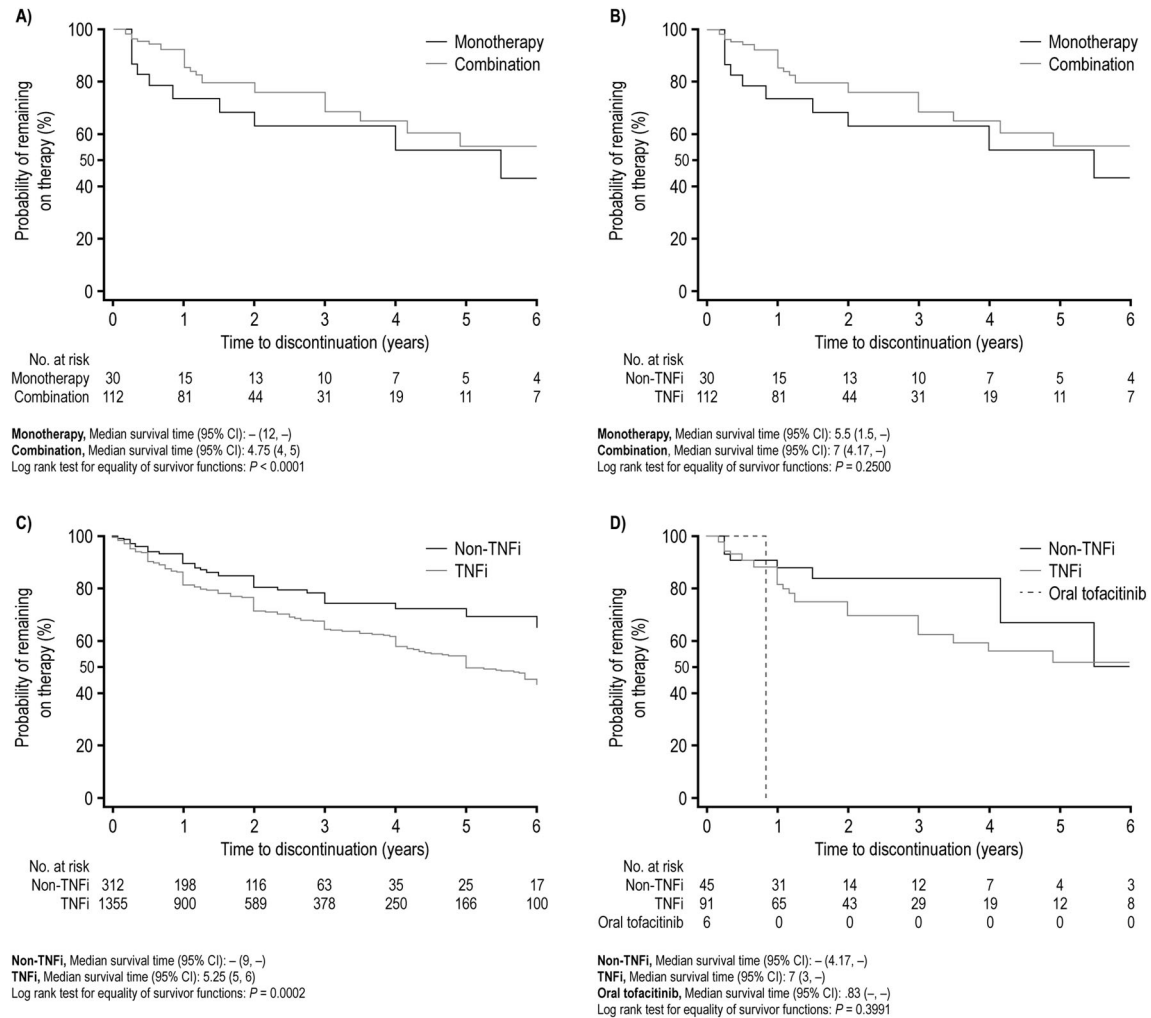 A)
100
80
60
50
40
20
0
Probability of remaining
on therapy (%)
Monotherapy
Combination
0 1 2 3 4 5 6
Time to discontinuation (years)
No. at risk
Monotherapy 30 15 13 10 7 5 4
Combination 112 81 44 31 19 11 7
Monotherapy, Median survival time (95% CI): – (12, –)
Combination, Median survival time (95% CI): 4.75 (4, 5)
Log rank test for equality of survivor functions: P < 0.0001
B)
100
80
60
50
40
20
0
Probability of remaining
on therapy (%)
Monotherapy
Combination
0 1 2 3 4 5 6
Time to discontinuation (years)
No. at risk
Non-TNFi 30 15 13 10 7 5 4
TNFi 112 81 44 31 19 11 7
Monotherapy, Median survival time (95% CI): 5.5 (1.5, –)
Combination, Median survival time (95% CI): 7 (4.17, –)
Log rank test for equality of survivor functions: P = 0.2500
C)
100
80
60
50
40
20
0
Probability of remaining
on therapy (%)
Non-TNFi
TNFi
0 1 2 3 4 5 6
Time to discontinuation (years)
No. at risk
Non-TNFi 312 198 116 63 35 25 17
TNFi 1355 900 589 378 250 166 100
Non-TNFi, Median survival time (95% CI): – (9, –)
TNFi, Median survival time (95% CI): 5.25 (5, 6)
Log rank test for equality of survivor functions: P = 0.0002
D)
100
80
60
50
40
20
0
Probability of remaining
on therapy (%)
Non-TNFi
TNFi
Oral tofacitinib
0 1 2 3 4 5 6
Time to discontinuation (years)
No. at risk
Non-TNFi 45 31 14 12 7 4 3
TNFi 91 65 43 29 19 12 8
Oral tofacitinib 6 0 0 0 0 0 0
Non-TNFi, Median survival time (95% CI): – (4.17, –)
TNFi, Median survival time (95% CI): 7 (3, –)
Oral tofacitinib, Median survival time (95% CI): .83 (–, –)
Log rank test for equality of survivor functions: P = 0.3991